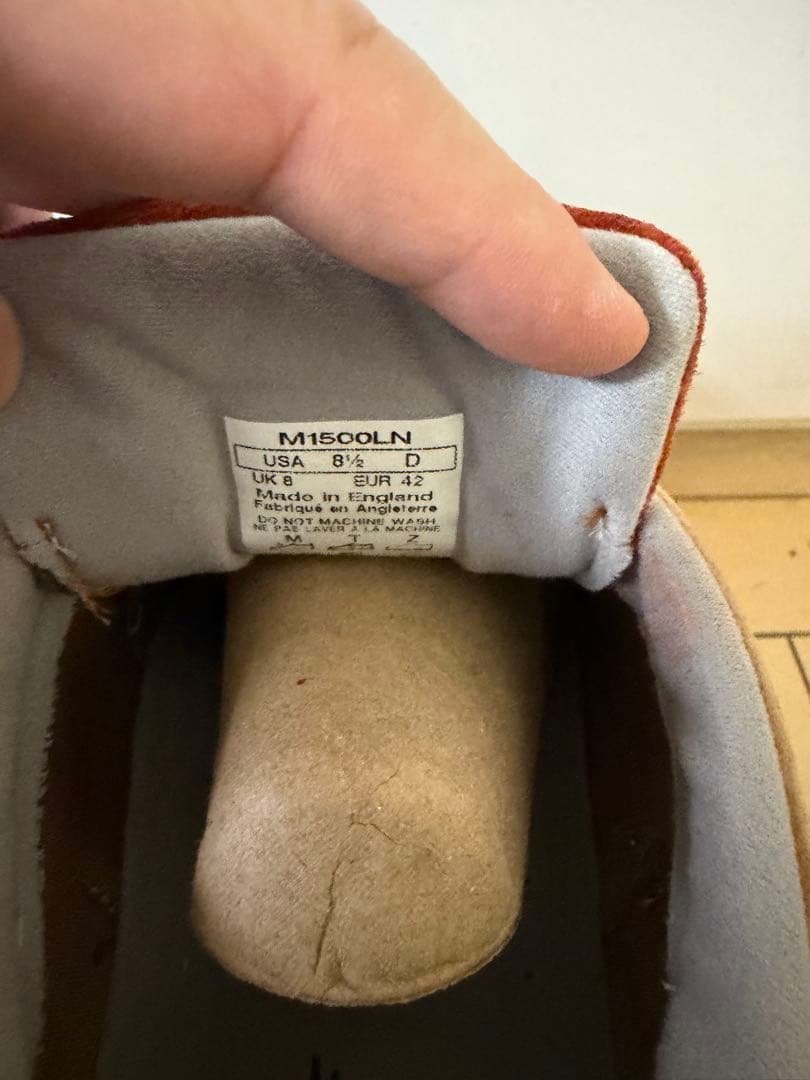 M1500LN
USA 8½ D
UK 8 EUR 42
Made in England
Fabriqué en Angleterre
DO NOT MACHINE WASH
NE PAS LAVER A LA MACHINE
M T Z